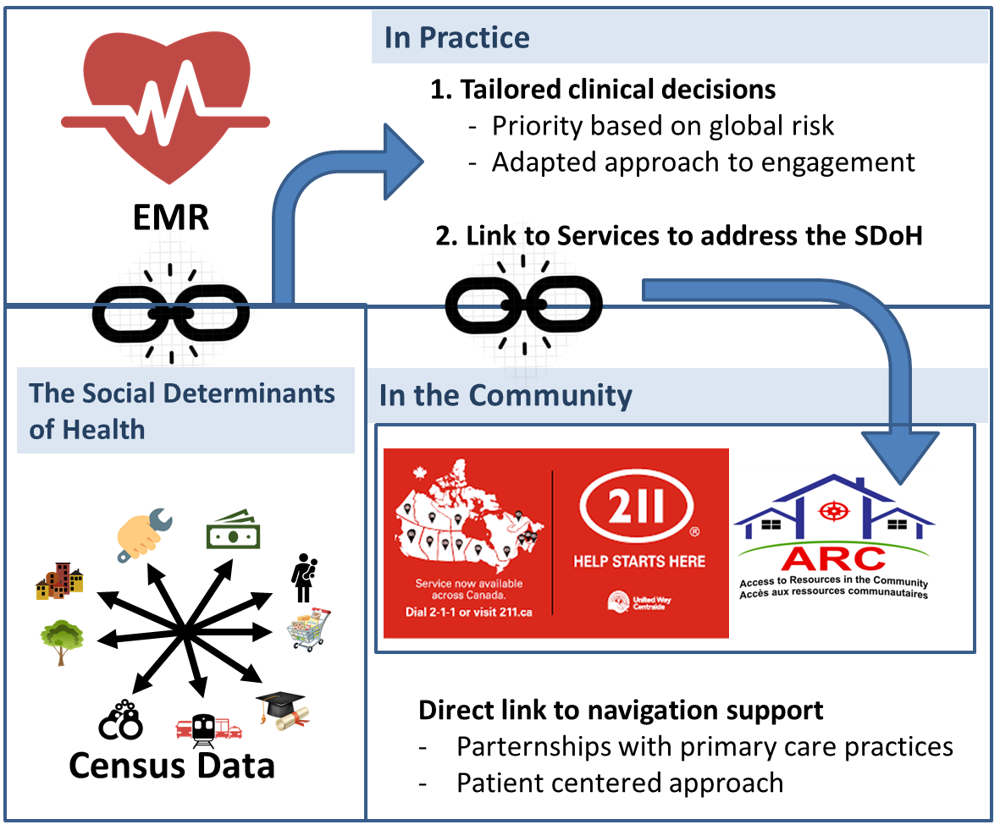 In Practice
1. Tailored clinical decisions
- Priority based on global risk
- Adapted approach to engagement
EMR
2. Link to Services to address the SDoH
The Social Determinants
of Health
Census Data
In the Community
Service now available
across Canada.
Dial 2-1-1 or visit 211.ca
211
®
HELP STARTS HERE
United Way
Centraide
ARC
Access to Resources in the Community
Accès aux ressources communautaires
Direct link to navigation support
- Parternships with primary care practices
- Patient centered approach